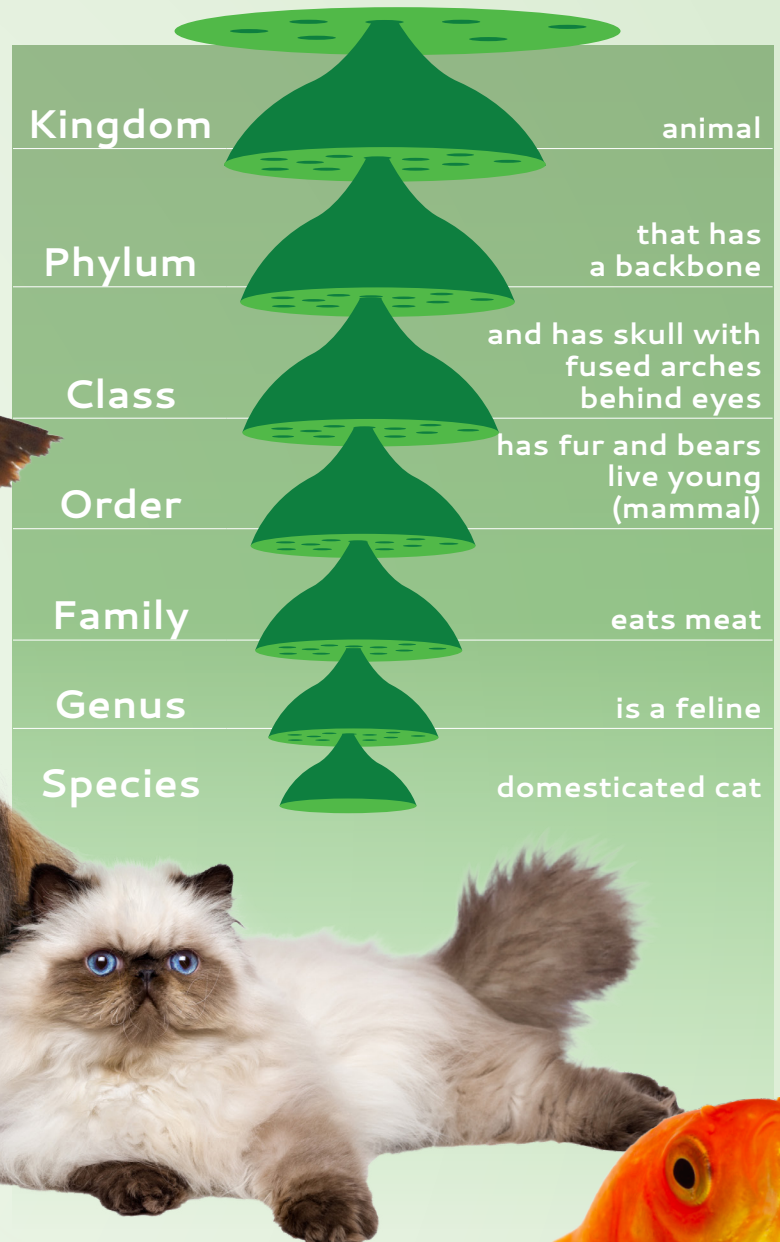 Kingdom
animal
Phylum
that has
a backbone
Class
and has skull with
fused arches
behind eyes
Order
has fur and bears
live young
(mammal)
Family
eats meat
Genus
is a feline
Species
domesticated cat